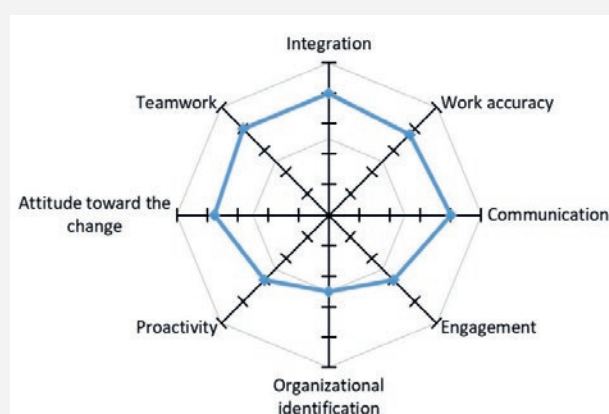 Integration
Teamwork
Work accuracy
Attitude toward the
change
Communication
Proactivity
Engagement
Organizational
identification